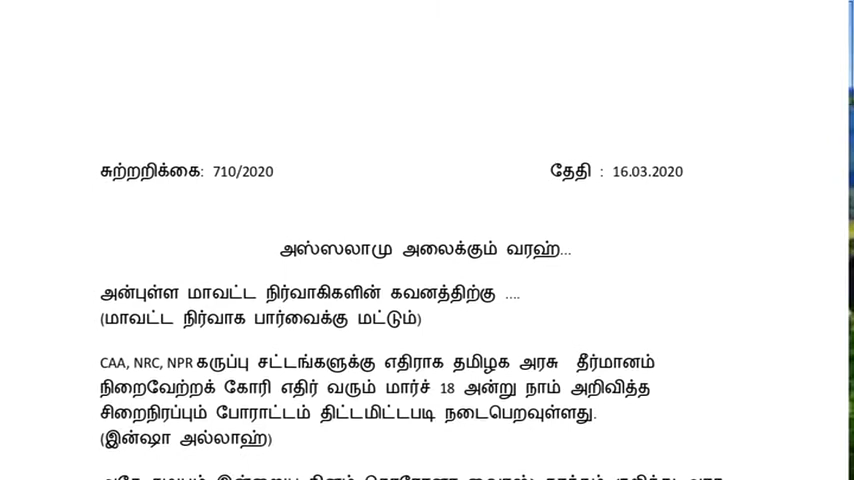 சுற்றறிக்கை: 710/2020 தேதி : 16.03.2020
அஸ்ஸலாமு அலைக்கும் வரஹ்...
அன்புள்ள மாவட்ட நிர்வாகிகளின் கவனத்திற்கு ....
(மாவட்ட நிர்வாக பார்வைக்கு மட்டும்)
CAA, NRC, NPR கருப்பு சட்டங்களுக்கு எதிராக தமிழக அரசு தீர்மானம்
நிறைவேற்றக் கோரி எதிர் வரும் மார்ச் 18 அன்று நாம் அறிவித்த
சிறைநிரப்பும் போராட்டம் திட்டமிட்டபடி நடைபெறவுள்ளது.
(இன்ஷா அல்லாஹ்)